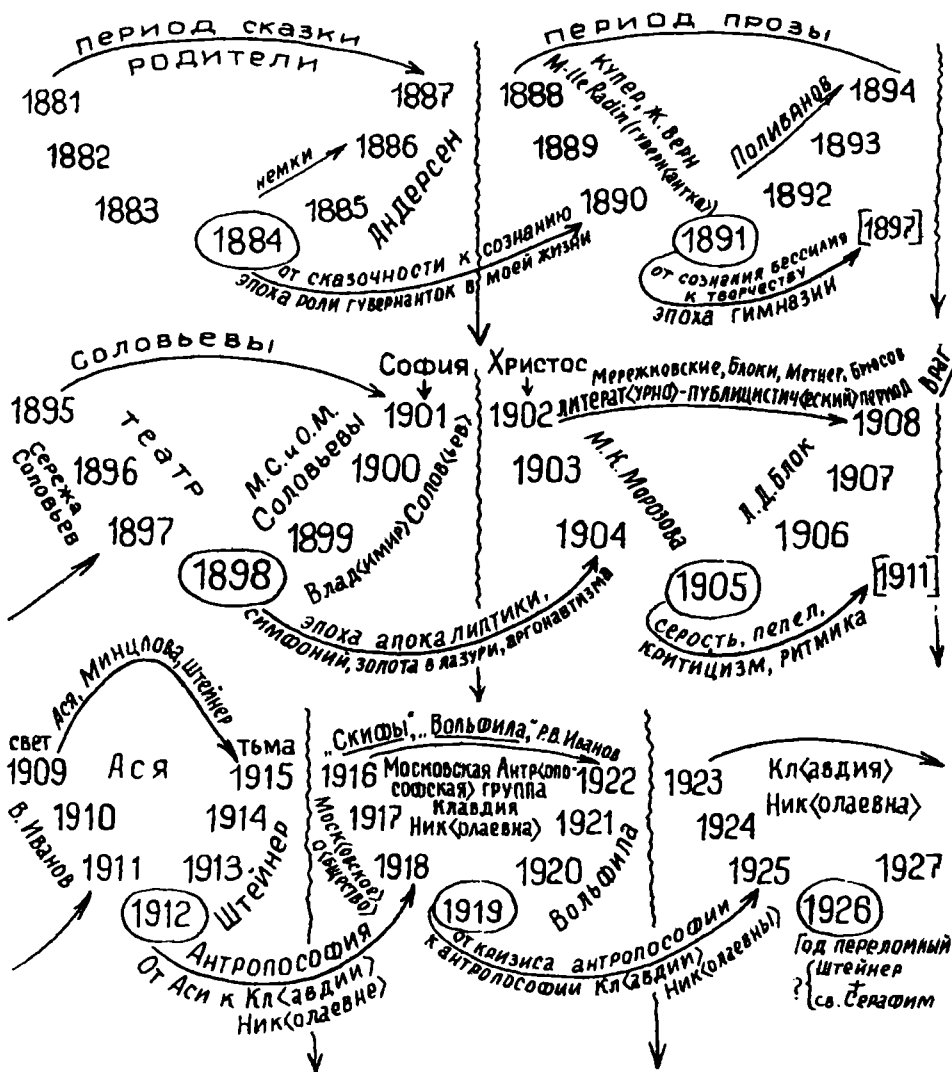 период сказки
родители
1881
1882
1883
1884
1885
1886
1887
немки
Андерсен
от сказочности к сознанию
эпоха роли гувернанток в моей жизни
период прозы
1888
1889
1890
1891
1892
1893
1894
[1897]
Купер, Ж. Верн
M-lle Radin (гуверн<антка>)
Поливанов
от сознания бессилия
к творчеству
эпоха гимназии
Соловьевы
1895
1896
1897
1898
1899
1900
1901
Сережа
Соловьев
театр
М.С. и О.М.
Соловьевы
Влад<имир> Солов<ьев>
София
эпоха апокалиптики,
симфоний, золота в лазури, аргонавтизма
Христос
Мережковские, Блоки, Метнер, Брюсов
литерат<урно>-публицистич<еский> период
1902
1903
1904
1905
1906
1907
1908
[1911]
М.К. Морозова
Л.Д. Блок
Враг
серость, пепел,
критицизм, ритмика
Ася, Минцлова, Штейнер
свет
1909
1910
1911
1912
1913
1914
тьма
1915
Ася
В. Иванов
Штейнер
Антропософия
От Аси к Кл<авдии>
Ник<олаевне>
„Скифы", „Вольфила," Р.В. Иванов
1916
1917
1918
1919
1920
1921
1922
Московская Антр<опо-
софская> группа
Клавдия
Ник<олаевна>
Моск<овское>
о<бщество>
Вольфила
от кризиса антропософии
к антропософии Кл<авдии>
Ник<олаевны>
1923
1924
1925
1926
1927
Кл<авдия>
Ник<олаевна>
Год переломный
? { Штейнер
+
св. Серафим